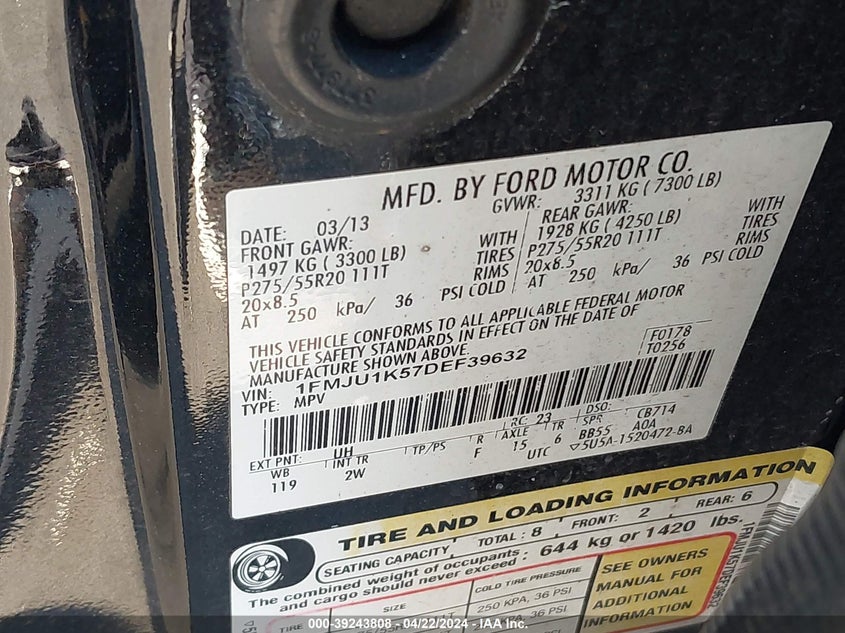 MFD. BY FORD MOTOR CO.
DATE: 03/13
GVWR: 3311 KG ( 7300 LB)
FRONT GAWR: WITH
1497 KG ( 3300 LB) TIRES
P275/55R20 111T RIMS
20x8.5
AT 250 kPa/ 36 PSI COLD
REAR GAWR: WITH
1928 KG ( 4250 LB) TIRES
P275/55R20 111T RIMS
20x8.5
AT 250 kPa/ 36 PSI COLD
THIS VEHICLE CONFORMS TO ALL APPLICABLE FEDERAL MOTOR
VEHICLE SAFETY STANDARDS IN EFFECT ON THE DATE OF
MANUFACTURE SHOWN ABOVE.
F0178
T0256
VIN: 1FMJU1K57DEF39632
TYPE: MPV
EXT PNT: UH RC: 23 DSO:
WB INT TR TP/PS R AXLE TR SPR CB714
119 2W F 15 6 BB55 A0A
UTC ▽5U5A-1520472-BA
TIRE AND LOADING INFORMATION
SEATING CAPACITY TOTAL : 8 FRONT: 2 REAR: 6
The combined weight of occupants
and cargo should never exceed : 644 kg or 1420 lbs.
TIRE SIZE COLD TIRE PRESSURE
250 KPA, 36 PSI
SEE OWNERS
MANUAL FOR
ADDITIONAL
INFORMATION
1FMJU1K57DEF39632
000-39243808 - 04/22/2024 - IAA Inc.